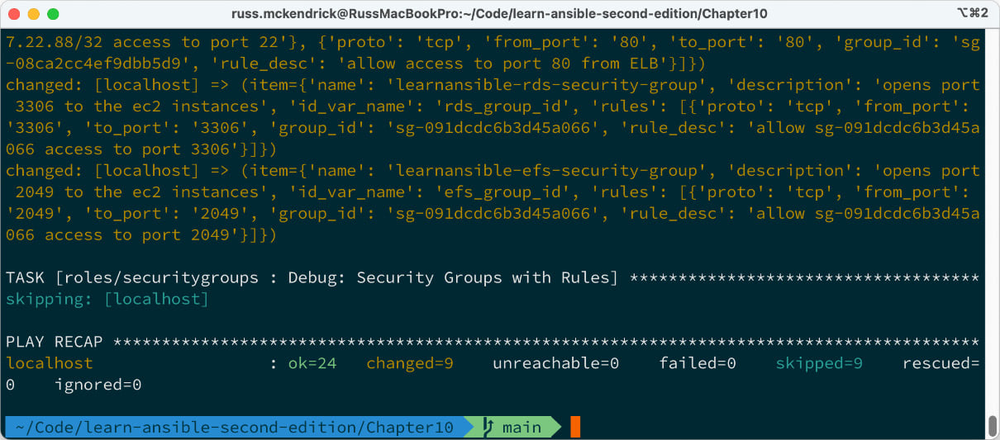 russ.mckendrick@RussMacBookPro:~/Code/learn-ansible-second-edition/Chapter10 ⌥⌘2
7.22.88/32 access to port 22'}, {'proto': 'tcp', 'from_port': '80', 'to_port': '80', 'group_id': 'sg
-08ca2cc4ef9dbb5d9', 'rule_desc': 'allow access to port 80 from ELB'}]})
changed: [localhost] => (item={'name': 'learnansible-rds-security-group', 'description': 'opens port
 3306 to the ec2 instances', 'id_var_name': 'rds_group_id', 'rules': [{'proto': 'tcp', 'from_port':
'3306', 'to_port': '3306', 'group_id': 'sg-091dcdc6b3d45a066', 'rule_desc': 'allow sg-091dcdc6b3d45a
066 access to port 3306'}]})
changed: [localhost] => (item={'name': 'learnansible-efs-security-group', 'description': 'opens port
 2049 to the ec2 instances', 'id_var_name': 'efs_group_id', 'rules': [{'proto': 'tcp', 'from_port':
'2049', 'to_port': '2049', 'group_id': 'sg-091dcdc6b3d45a066', 'rule_desc': 'allow sg-091dcdc6b3d45a
066 access to port 2049'}]})
TASK [roles/securitygroups : Debug: Security Groups with Rules] ************************************
skipping: [localhost]
PLAY RECAP *****************************************************************************************
localhost                  : ok=24   changed=9    unreachable=0    failed=0    skipped=9    rescued=
0    ignored=0
~/Code/learn-ansible-second-edition/Chapter10 main